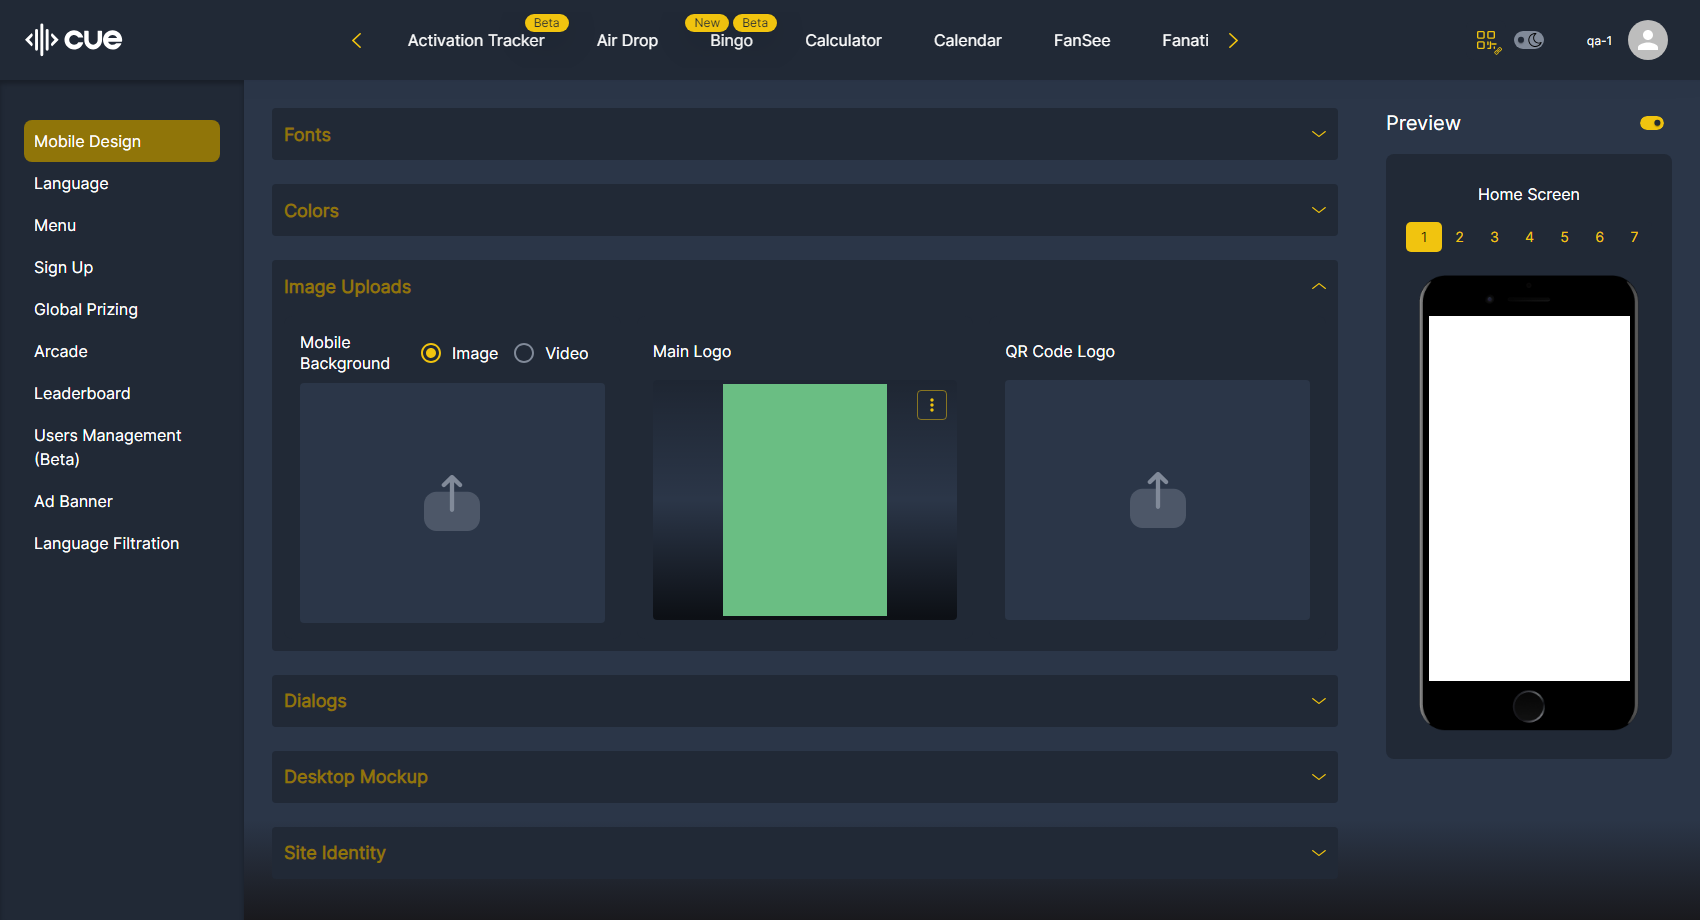 cue
Beta
New
Beta
Activation Tracker
Air Drop
Bingo
Calculator
Calendar
FanSee
Fanati
qa-1
Mobile Design
Language
Menu
Sign Up
Global Prizing
Arcade
Leaderboard
Users Management
(Beta)
Ad Banner
Language Filtration
Fonts
Colors
Image Uploads
Mobile
Background
Image
Video
Main Logo
QR Code Logo
Dialogs
Desktop Mockup
Site Identity
Preview
Home Screen
1 2 3 4 5 6 7